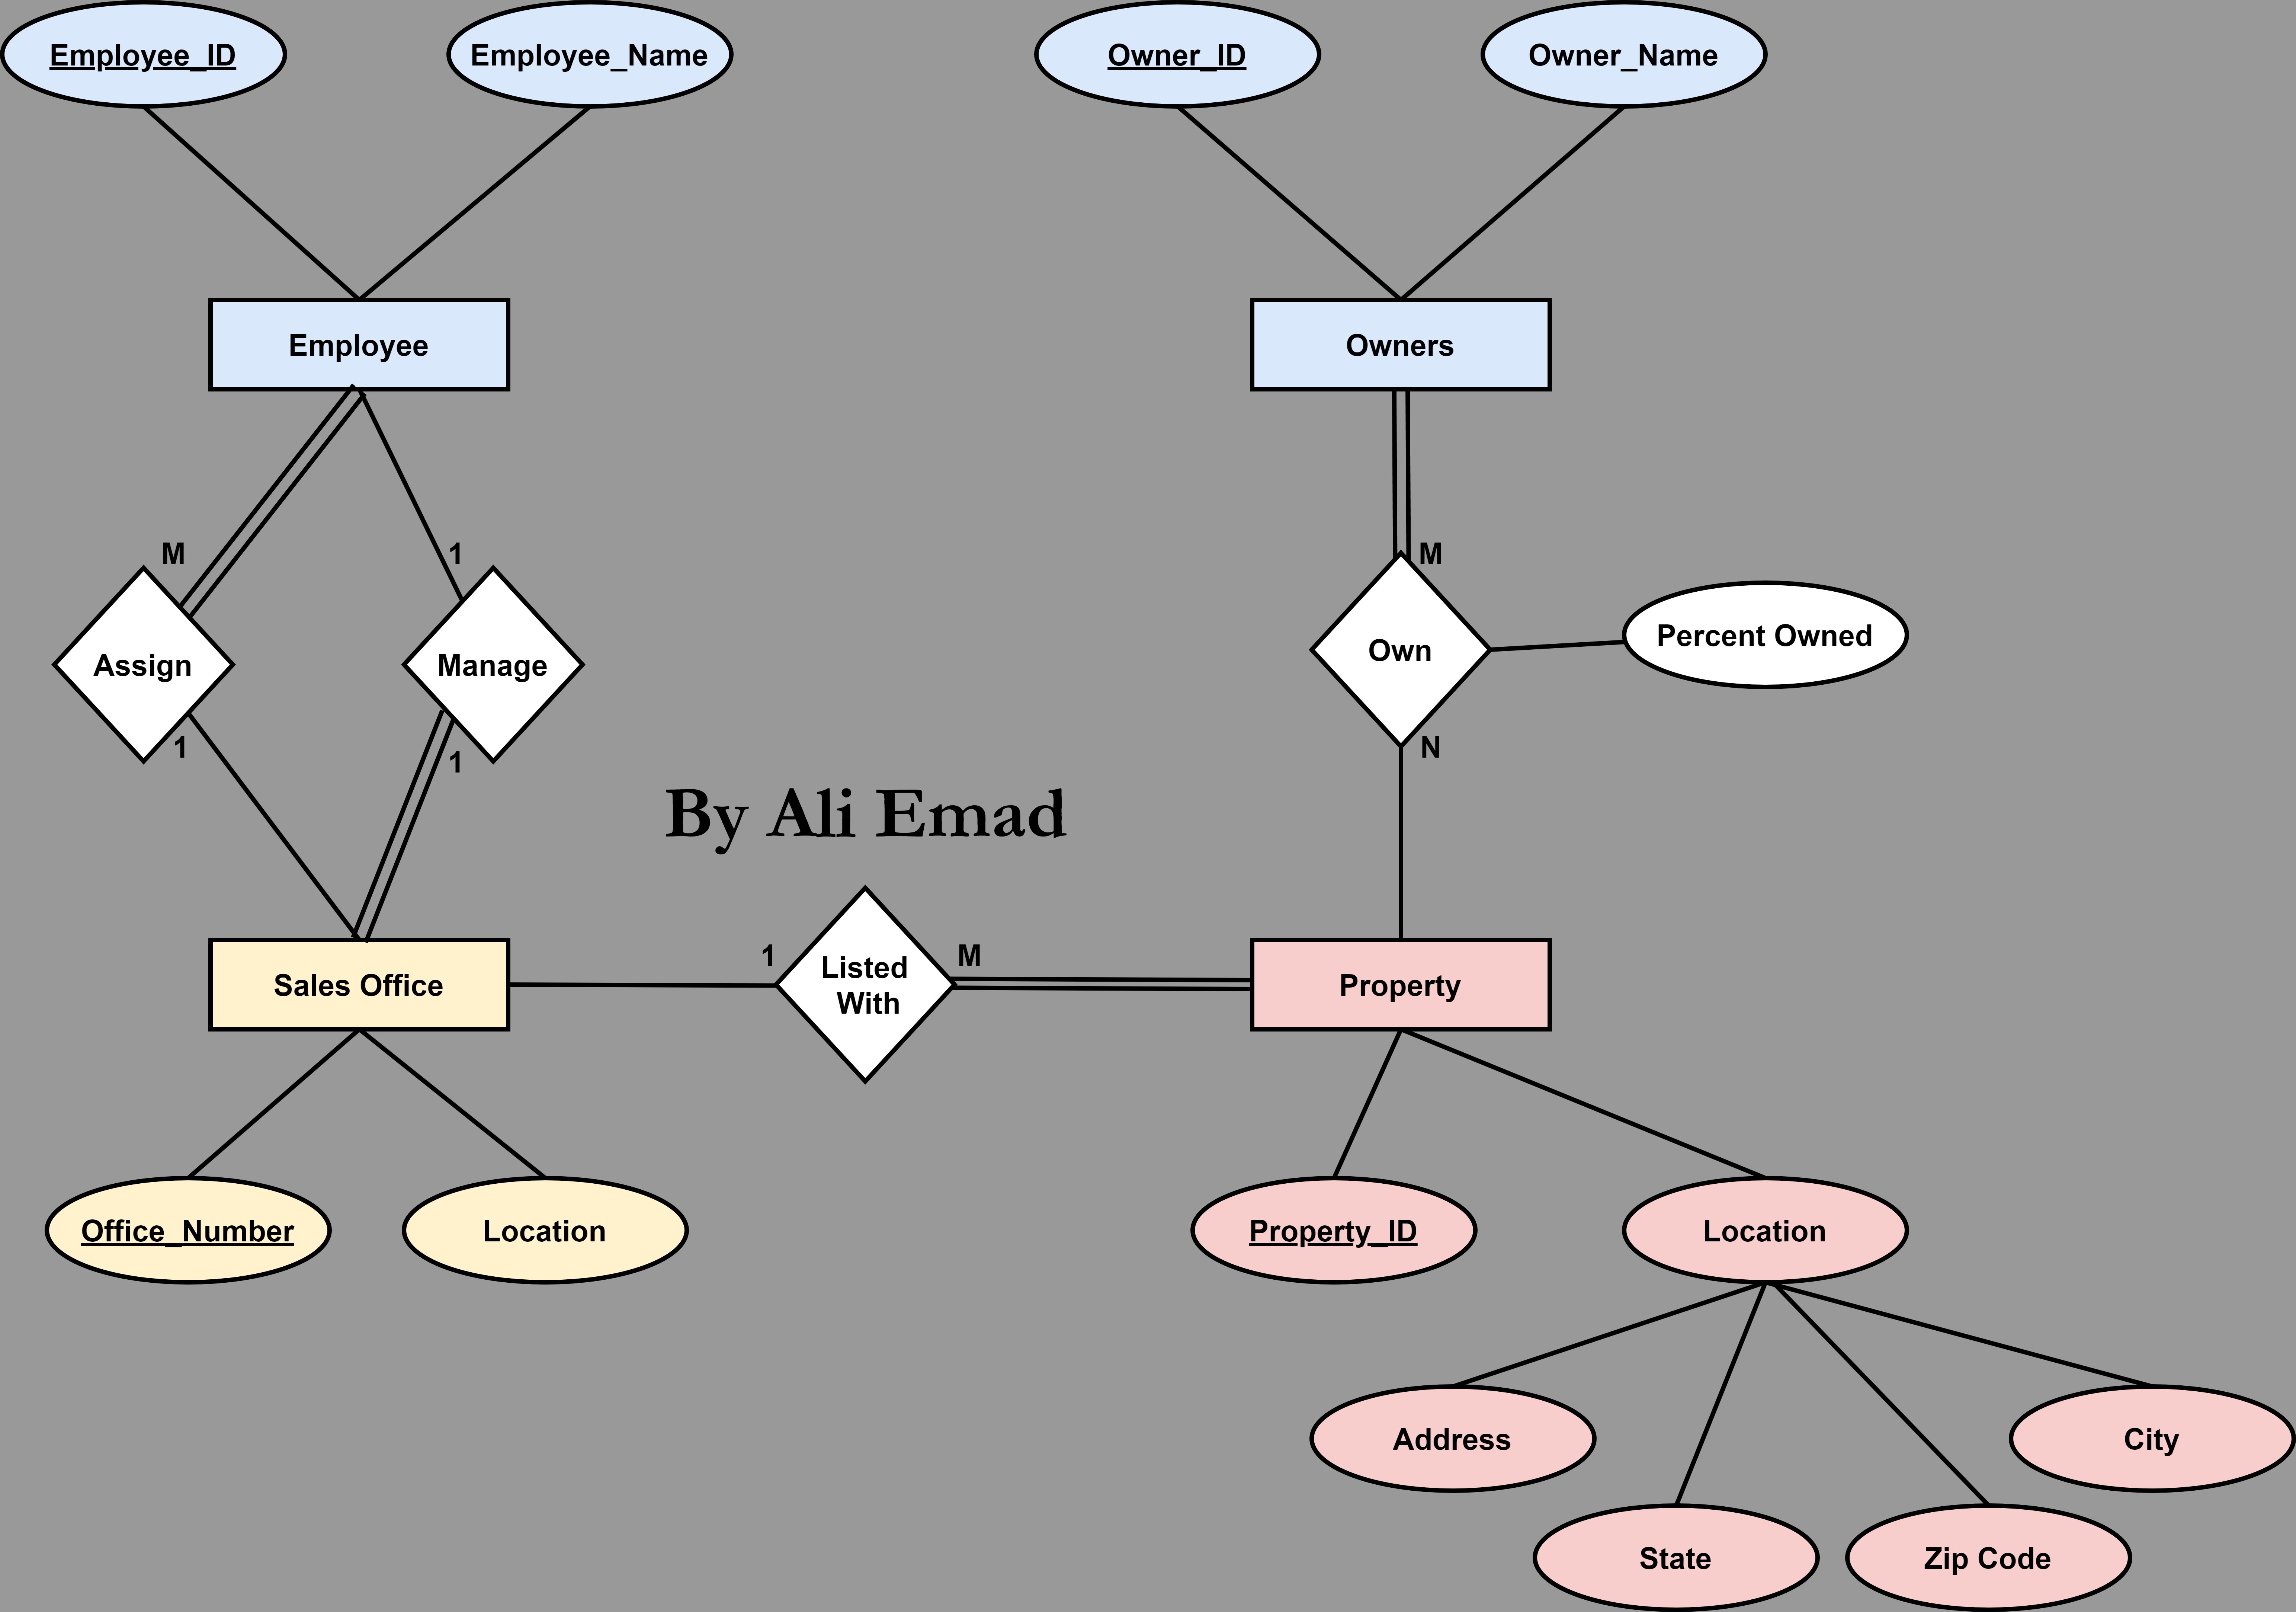 Employee_ID
Employee_Name
Owner_ID
Owner_Name
Employee
Owners
M
1
M
Assign
Manage
Own
Percent Owned
1
1
N
By Ali Emad
1
Listed
With
M
Sales Office
Property
Office_Number
Location
Property_ID
Location
Address
City
State
Zip Code